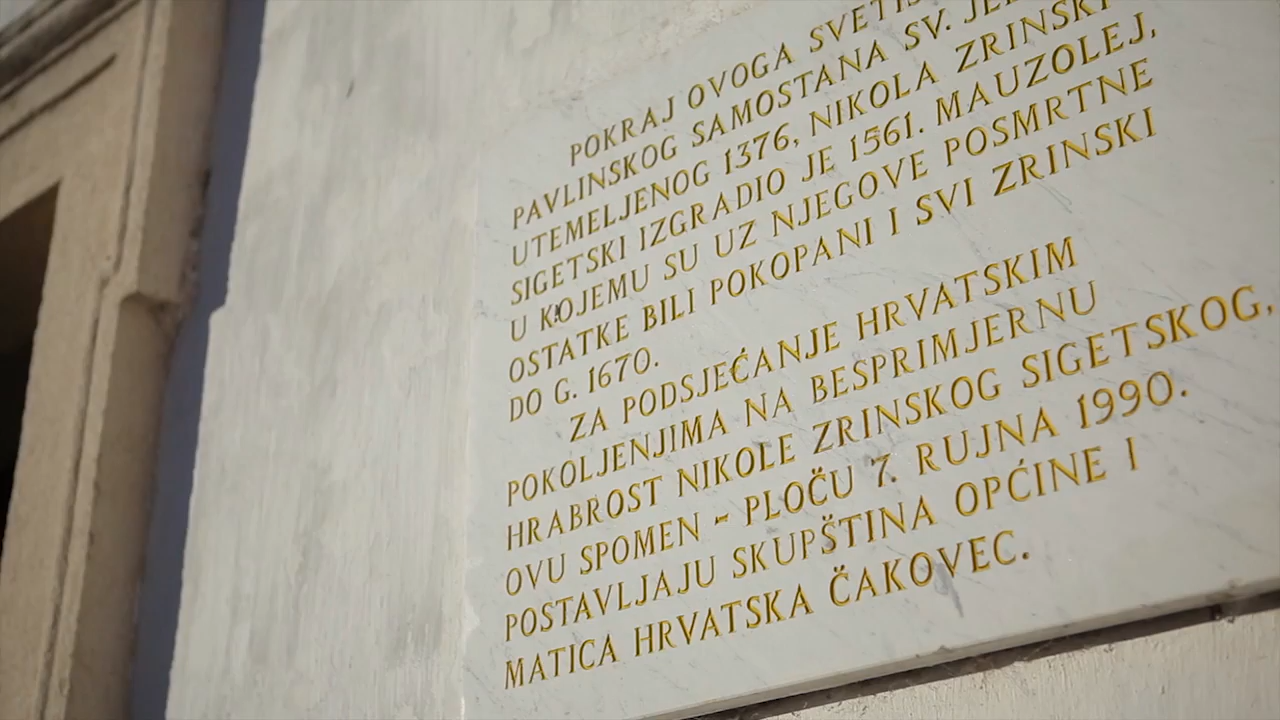 POKRAJ OVOGA
PAVLINSKOG SAMOSTANA SV.
UTEMELJENOG 1376, NIKOLA ZRINSKI
SIGETSKI IZGRADIO JE 1561. MAUZOLEJ,
U KOJEMU SU UZ NJEGOVE POSMRTNE
OSTATKE BILI POKOPANI I SVI ZRINSKI
DO G. 1670.
ZA PODSJEĆANJE HRVATSKIM
POKOLJENJIMA NA BESPRIMJERNU
HRABROST NIKOLE ZRINSKOG SIGETSKOG,
OVU SPOMEN - PLOČU 7. RUJNA 1990.
POSTAVLJAJU SKUPŠTINA OPĆINE I
MATICA HRVATSKA ČAKOVEC.